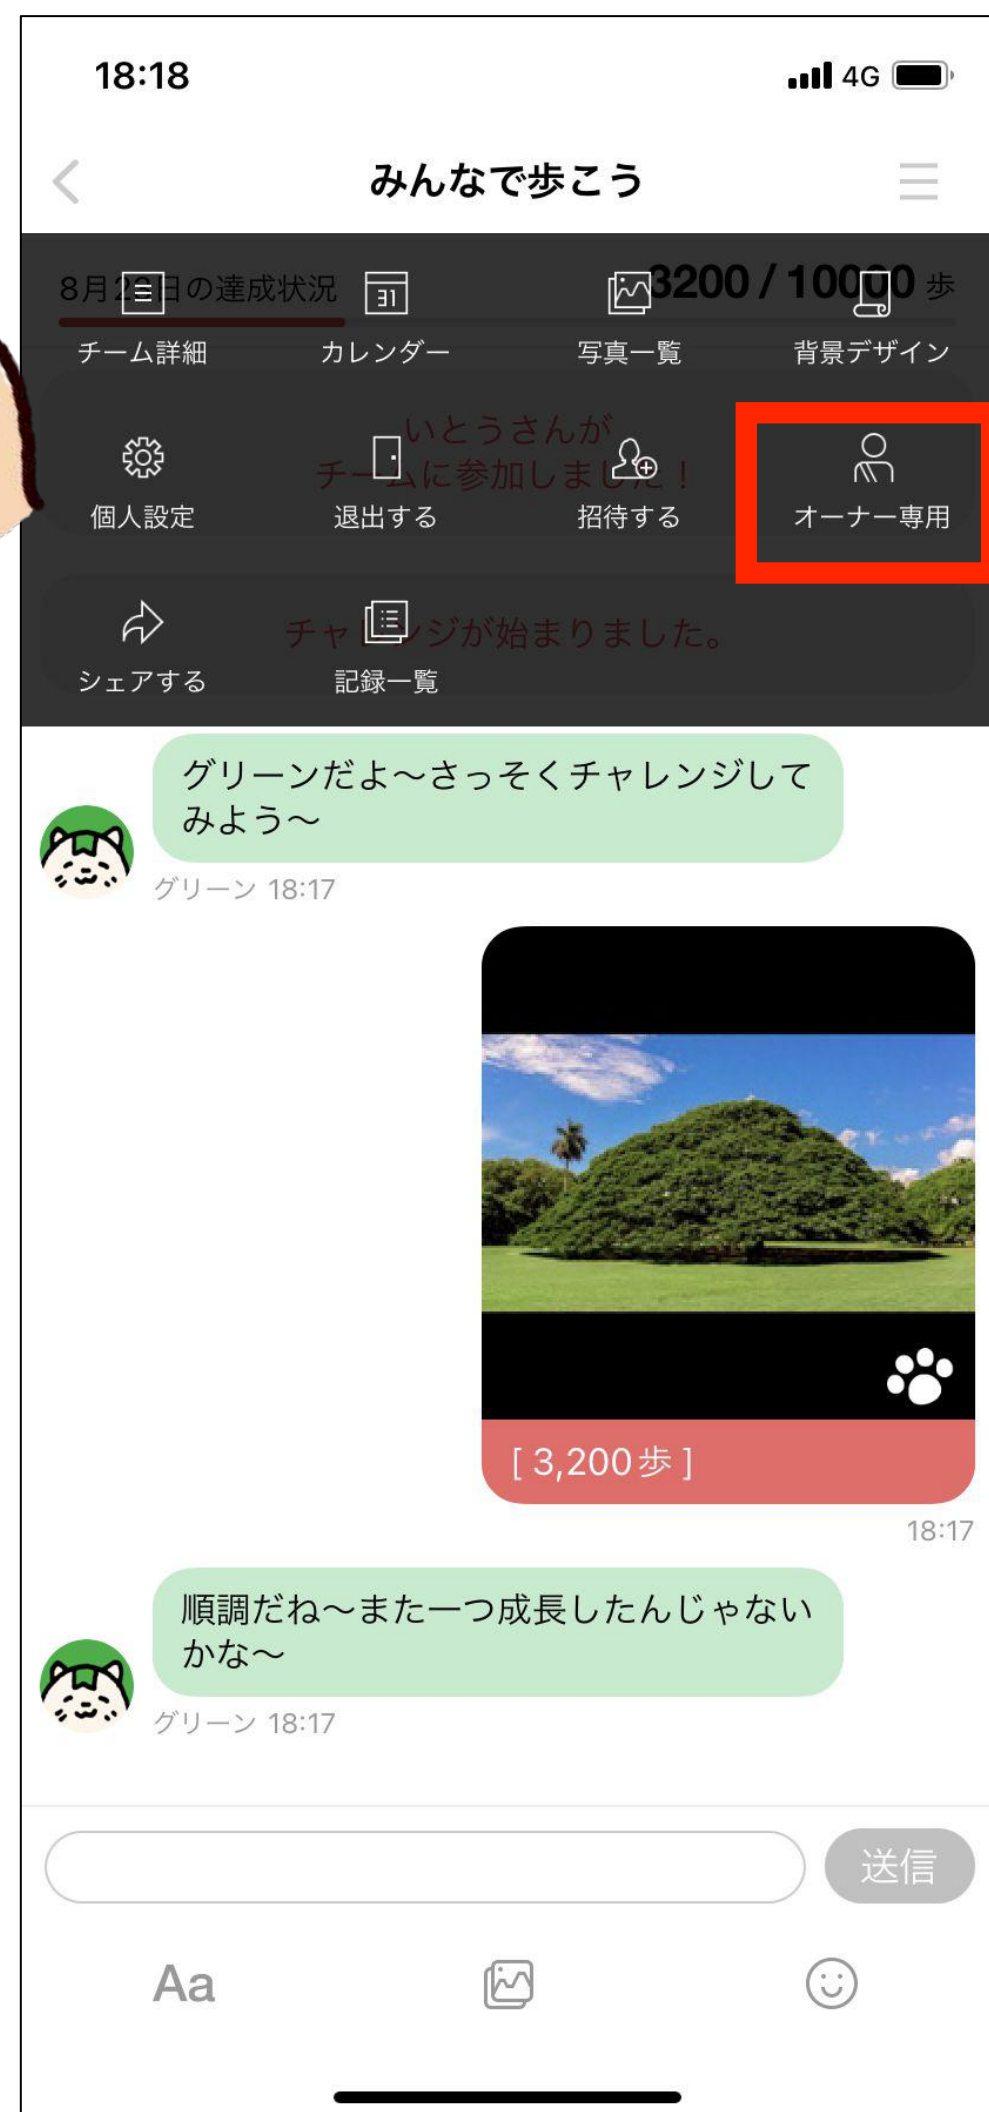 18:18
4G
みんなで歩こう
8月29日の達成状況 3200 / 10000 歩
チーム詳細 カレンダー 写真一覧 背景デザイン
いとうさんが
チームに参加しました!
個人設定 退出する 招待する オーナー専用
チャレンジが始まりました。
シェアする 記録一覧
グリーンだよ〜さっそくチャレンジして
みよう〜
グリーン 18:17
[ 3,200歩 ]
18:17
順調だね〜また一つ成長したんじゃない
かな〜
グリーン 18:17
送信
Aa